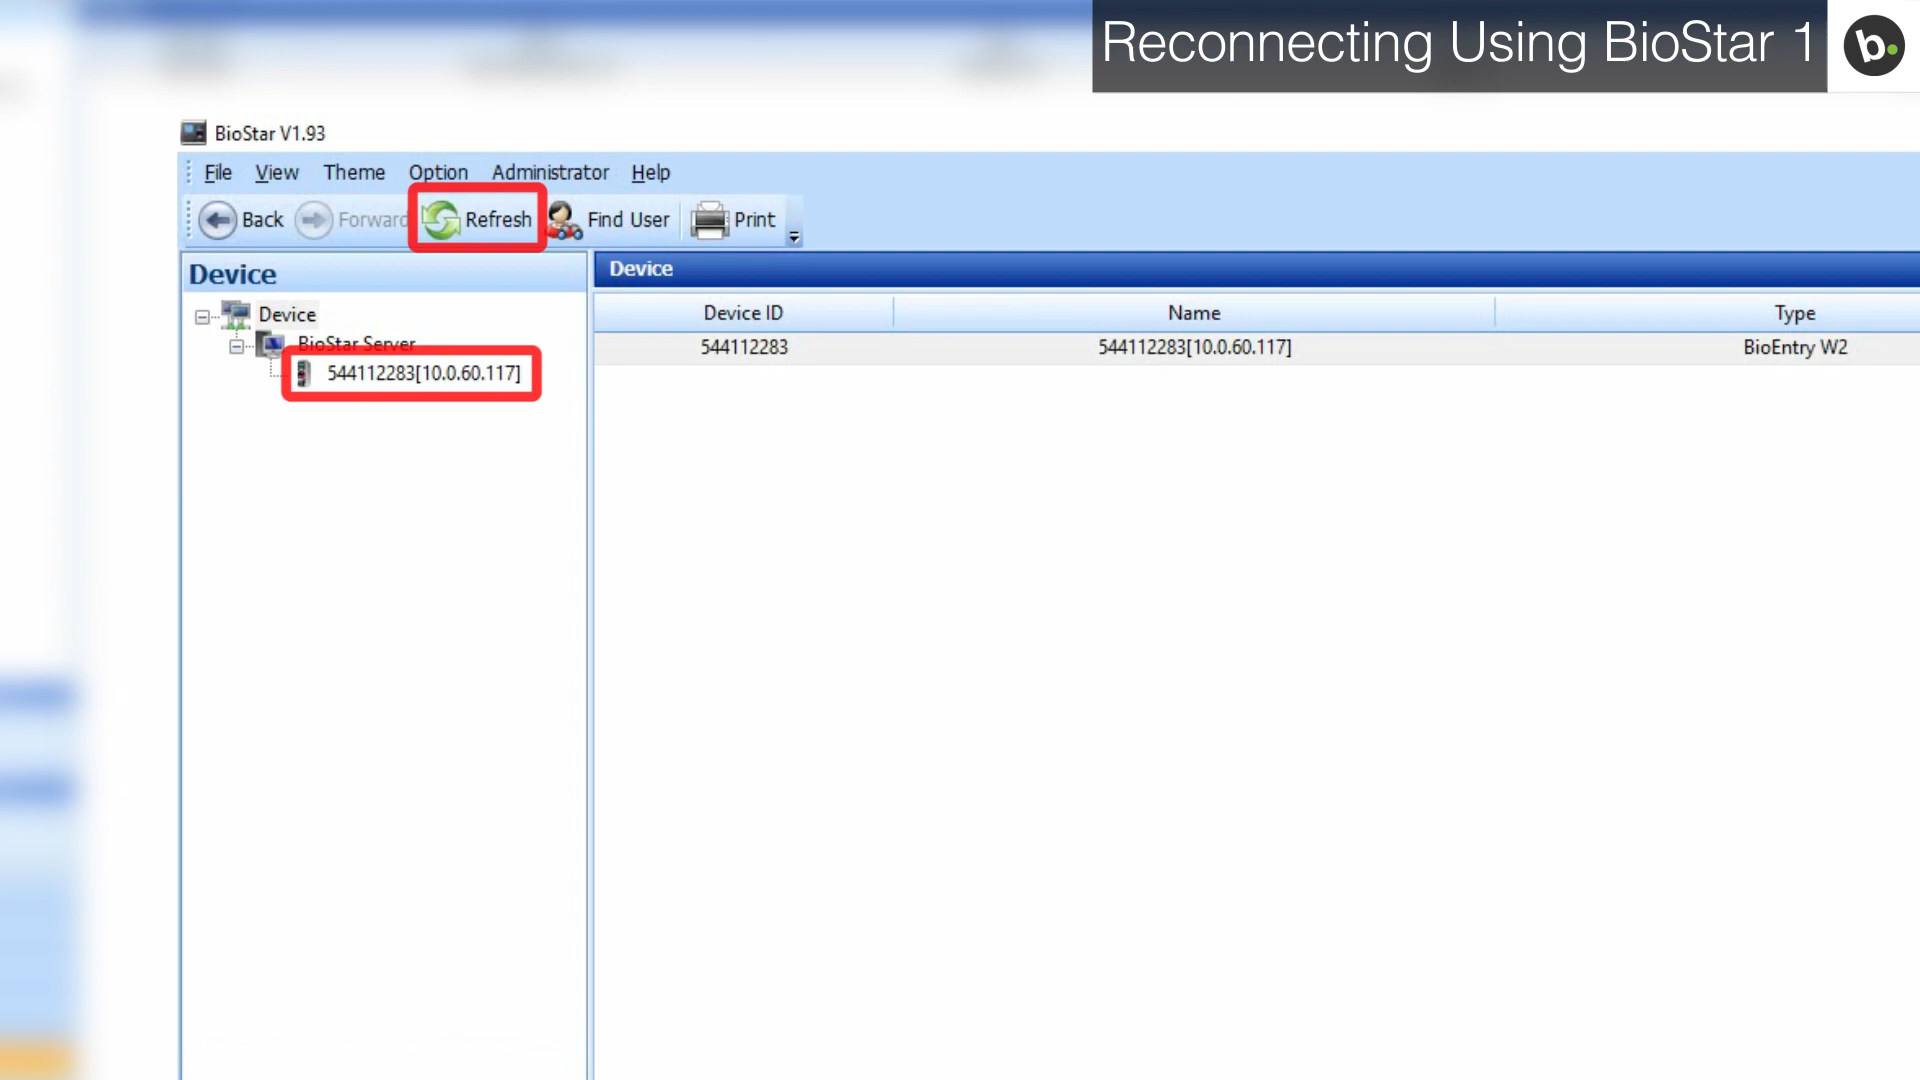 Reconnecting Using BioStar 1
b.
BioStar V1.93
File View Theme Option Administrator Help
Back Forward Refresh Find User Print
Device
Device
Device ID Name Type
Device
544112283 544112283[10.0.60.117] BioEntry W2
BioStar Server
544112283[10.0.60.117]